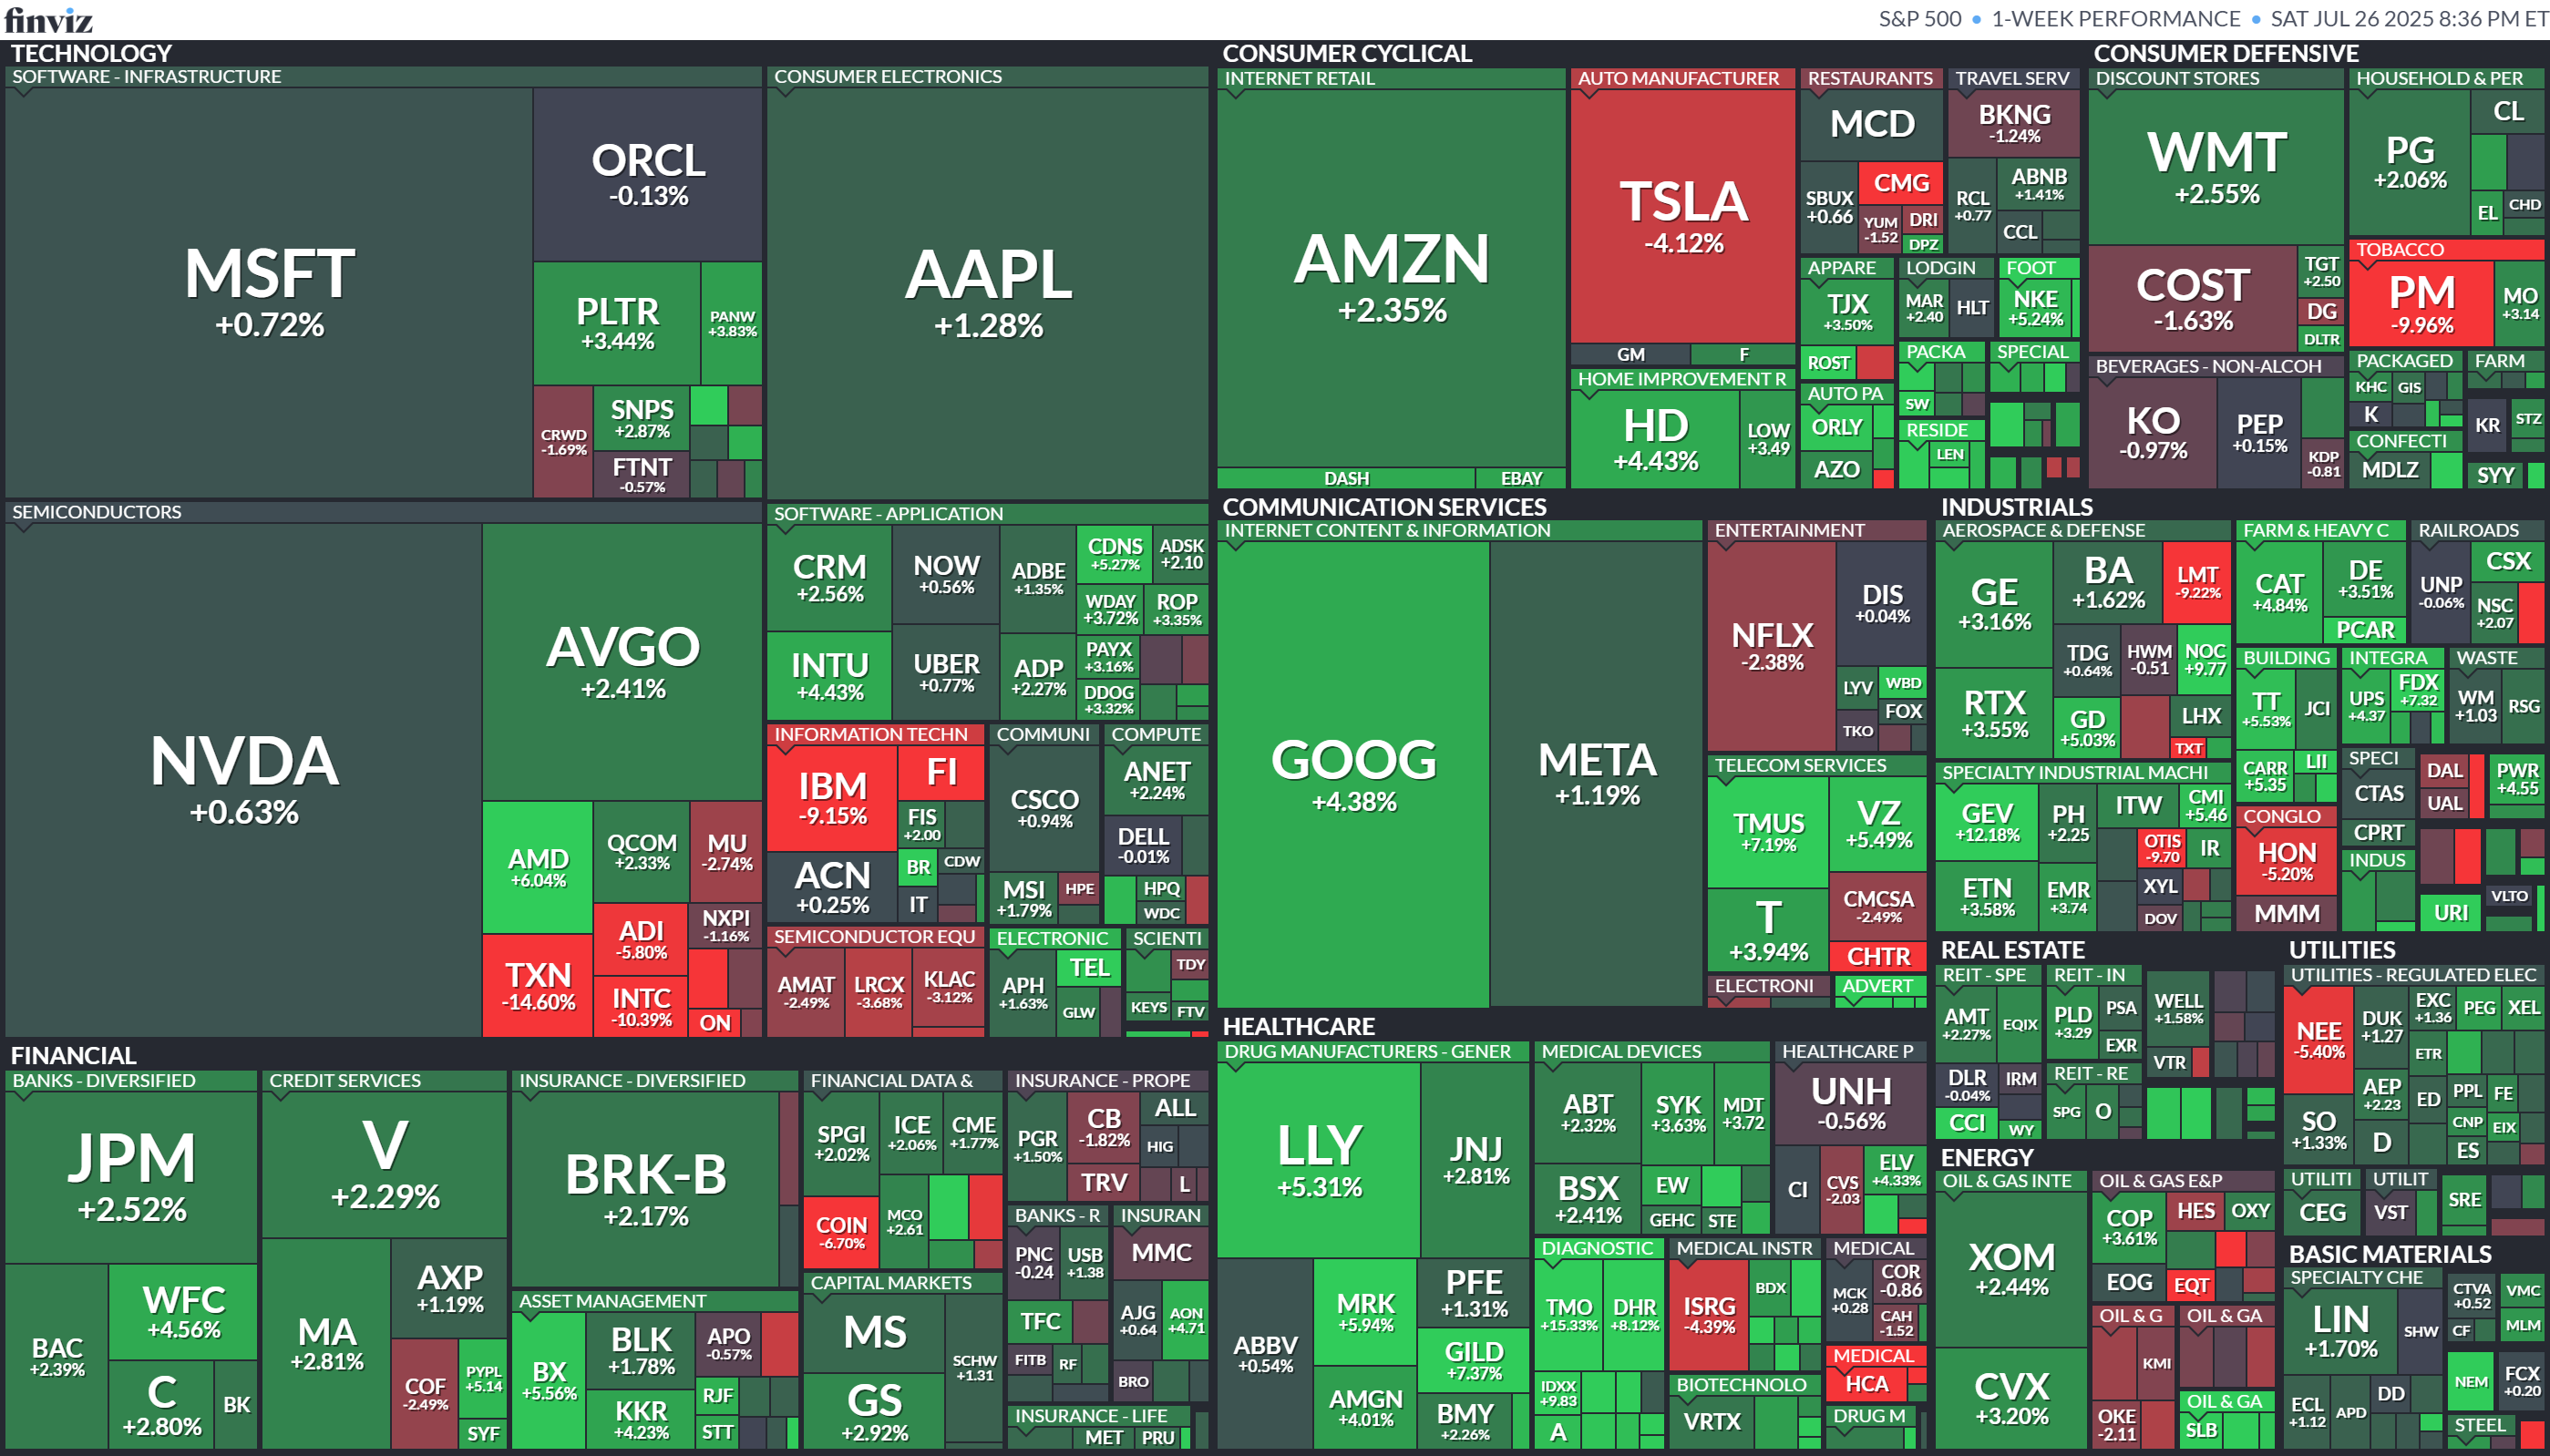 finviz
S&P 500 • 1-WEEK PERFORMANCE • SAT JUL 26 2025 8:36 PM ET
TECHNOLOGY
SOFTWARE - INFRASTRUCTURE
MSFT
+0.72%
ORCL
-0.13%
PLTR
+3.44%
PANW
+3.83%
CRWD
-1.69%
SNPS
+2.87%
FTNT
-0.57%
CONSUMER ELECTRONICS
AAPL
+1.28%
SEMICONDUCTORS
NVDA
+0.63%
AVGO
+2.41%
AMD
+6.04%
QCOM
+2.33%
MU
-2.74%
TXN
-14.60%
ADI
-5.80%
NXPI
-1.16%
INTC
-10.39%
ON
SOFTWARE - APPLICATION
CRM
+2.56%
NOW
+0.56%
ADBE
+1.35%
CDNS
+5.27%
ADSK
+2.10
WDAY
+3.72%
ROP
+3.35%
INTU
+4.43%
UBER
+0.77%
ADP
+2.27%
PAYX
+3.16%
DDOG
+3.32%
INFORMATION TECHN
IBM
-9.15%
FI
FIS
+2.00
ACN
+0.25%
BR
CDW
IT
COMMUNI
CSCO
+0.94%
MSI
+1.79%
HPE
COMPUTE
ANET
+2.24%
DELL
-0.01%
HPQ
WDC
SEMICONDUCTOR EQU
AMAT
-2.49%
LRCX
-3.68%
KLAC
-3.12%
ELECTRONIC
APH
+1.63%
TEL
GLW
SCIENTI
TDY
KEYS
FTV
FINANCIAL
BANKS - DIVERSIFIED
JPM
+2.52%
BAC
+2.39%
WFC
+4.56%
C
+2.80%
BK
CREDIT SERVICES
V
+2.29%
MA
+2.81%
AXP
+1.19%
COF
-2.49%
PYPL
+5.14
SYF
INSURANCE - DIVERSIFIED
BRK-B
+2.17%
ASSET MANAGEMENT
BX
+5.56%
BLK
+1.78%
APO
-0.57%
KKR
+4.23%
RJF
STT
FINANCIAL DATA &
SPGI
+2.02%
ICE
+2.06%
CME
+1.77%
COIN
-6.70%
MCO
+2.61
CAPITAL MARKETS
MS
GS
+2.92%
SCHW
+1.31
INSURANCE - PROPE
PGR
+1.50%
CB
-1.82%
ALL
HIG
TRV
L
BANKS - R
PNC
-0.24
USB
+1.38
TFC
FITB
RF
INSURAN
MMC
AJG
+0.64
AON
+4.71
BRO
INSURANCE - LIFE
MET
PRU
CONSUMER CYCLICAL
INTERNET RETAIL
AMZN
+2.35%
DASH
EBAY
AUTO MANUFACTURER
TSLA
-4.12%
GM
F
HOME IMPROVEMENT R
HD
+4.43%
LOW
+3.49
RESTAURANTS
MCD
SBUX
+0.66
CMG
YUM
-1.52
DRI
DPZ
TRAVEL SERV
BKNG
-1.24%
RCL
+0.77
ABNB
+1.41%
CCL
APPARE
TJX
+3.50%
ROST
LODGIN
MAR
+2.40
HLT
FOOT
NKE
+5.24%
AUTO PA
ORLY
AZO
PACKA
SW
SPECIAL
RESIDE
LEN
CONSUMER DEFENSIVE
DISCOUNT STORES
WMT
+2.55%
COST
-1.63%
TGT
+2.50
DG
DLTR
HOUSEHOLD & PER
PG
+2.06%
CL
EL
CHD
TOBACCO
PM
-9.96%
MO
+3.14
BEVERAGES - NON-ALCOH
KO
-0.97%
PEP
+0.15%
KDP
-0.81
PACKAGED
KHC
GIS
K
FARM
KR
STZ
CONFECTI
MDLZ
SYY
COMMUNICATION SERVICES
INTERNET CONTENT & INFORMATION
GOOG
+4.38%
META
+1.19%
ENTERTAINMENT
NFLX
-2.38%
DIS
+0.04%
LYV
WBD
TKO
FOX
TELECOM SERVICES
TMUS
+7.19%
VZ
+5.49%
T
+3.94%
CMCSA
-2.49%
CHTR
ELECTRONI
ADVERT
INDUSTRIALS
AEROSPACE & DEFENSE
GE
+3.16%
BA
+1.62%
LMT
-9.22%
RTX
+3.55%
TDG
+0.64%
HWM
-0.51
NOC
+9.77
GD
+5.03%
LHX
TXT
FARM & HEAVY C
CAT
+4.84%
DE
+3.51%
PCAR
RAILROADS
UNP
-0.06%
CSX
NSC
+2.07
BUILDING
TT
+5.53%
JCI
CARR
+5.35
LII
INTEGRA
UPS
+4.37
FDX
+7.32
WASTE
WM
+1.03
RSG
SPECIALTY INDUSTRIAL MACHI
GEV
+12.18%
PH
+2.25
ITW
CMI
+5.46
ETN
+3.58%
EMR
+3.74
OTIS
-9.70
IR
XYL
DOV
SPECI
CTAS
CPRT
DAL
UAL
PWR
+4.55
CONGLO
HON
-5.20%
MMM
INDUS
URI
VLTO
HEALTHCARE
DRUG MANUFACTURERS - GENER
LLY
+5.31%
JNJ
+2.81%
ABBV
+0.54%
MRK
+5.94%
PFE
+1.31%
AMGN
+4.01%
GILD
+7.37%
BMY
+2.26%
MEDICAL DEVICES
ABT
+2.32%
SYK
+3.63%
MDT
+3.72
BSX
+2.41%
EW
GEHC
STE
HEALTHCARE P
UNH
-0.56%
CI
CVS
-2.03
ELV
+4.33%
DIAGNOSTIC
TMO
+15.33%
DHR
+8.12%
IDXX
+9.83
A
MEDICAL INSTR
ISRG
-4.39%
BDX
BIOTECHNOLO
VRTX
MEDICAL
MCK
+0.28
COR
-0.86
CAH
-1.52
MEDICAL
HCA
DRUG M
REAL ESTATE
REIT - SPE
AMT
+2.27%
EQIX
DLR
-0.04%
IRM
CCI
WY
REIT - IN
PLD
+3.29
PSA
EXR
REIT - RE
SPG
O
WELL
+1.58%
VTR
UTILITIES
UTILITIES - REGULATED ELEC
NEE
-5.40%
DUK
+1.27
EXC
+1.36
PEG
XEL
ETR
SO
+1.33%
AEP
+2.23
ED
PPL
FE
D
CNP
EIX
ES
UTILITI
CEG
UTILIT
VST
SRE
ENERGY
OIL & GAS INTE
XOM
+2.44%
CVX
+3.20%
OIL & GAS E&P
COP
+3.61%
HES
OXY
EOG
EQT
OIL & G
KMI
OKE
-2.11
OIL & GA
OIL & GA
SLB
BASIC MATERIALS
SPECIALTY CHE
LIN
+1.70%
SHW
ECL
+1.12
APD
DD
CTVA
+0.52
CF
VMC
MLM
NEM
FCX
+0.20
STEEL